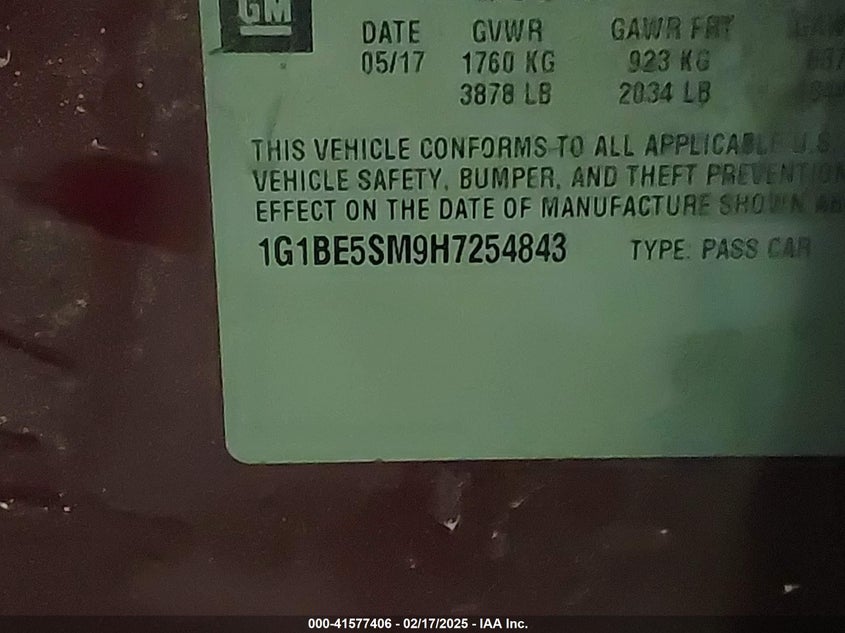 GM
DATE GVWR GAWR FRT
05/17 1760 KG 923 KG
3878 LB 2034 LB
THIS VEHICLE CONFORMS TO ALL APPLICABLE U.S.
VEHICLE SAFETY, BUMPER, AND THEFT PREVENTION
EFFECT ON THE DATE OF MANUFACTURE SHOWN
1G1BE5SM9H7254843 TYPE: PASS CAR
000-41577406 - 02/17/2025 - IAA Inc.